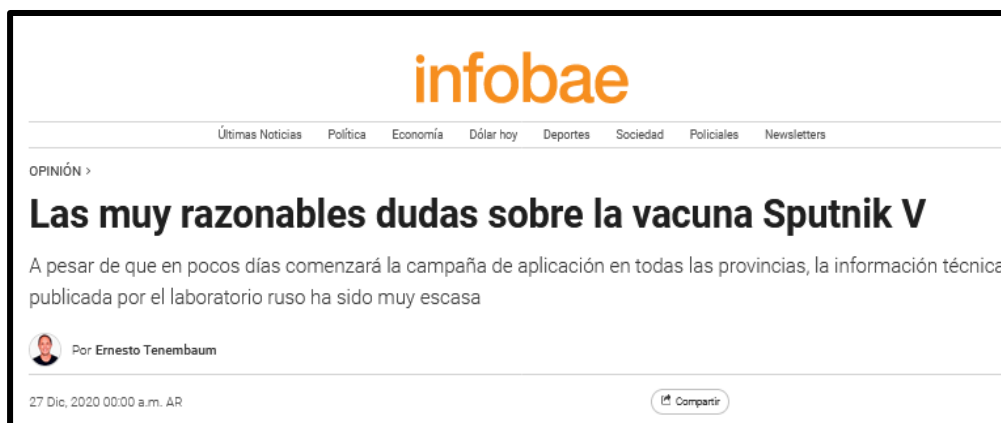 infobae
Últimas Noticias Política Economía Dólar hoy Deportes Sociedad Policiales Newsletters
OPINIÓN >
Las muy razonables dudas sobre la vacuna Sputnik V
A pesar de que en pocos días comenzará la campaña de aplicación en todas las provincias, la información técnica
publicada por el laboratorio ruso ha sido muy escasa
Por Ernesto Tenembaum
27 Dic, 2020 00:00 a.m. AR
Compartir